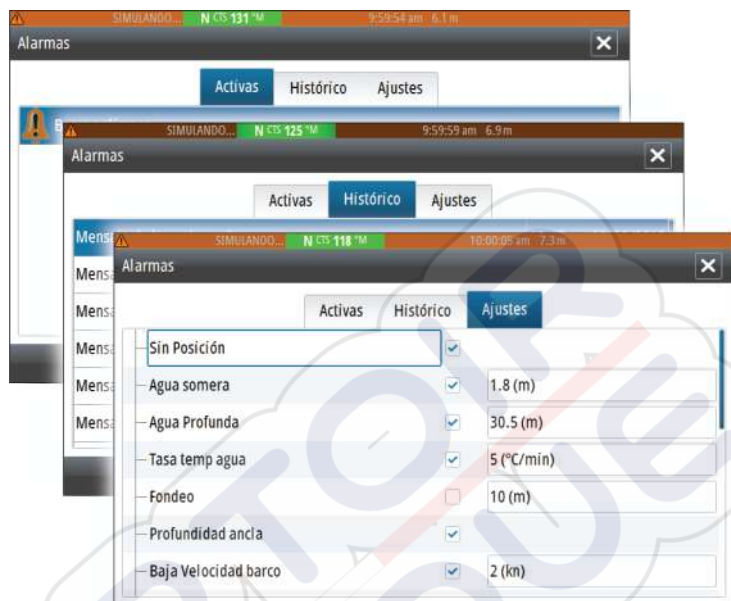 SIMULANDO... N CTS 131 °M 9:59:54 am 6.1 m
Alarmas
Activas Histórico Ajustes
SIMULANDO... N CTS 125 °M 9:59:59 am 6.9 m
Alarmas
Activas Histórico Ajustes
SIMULANDO... N CTS 118 °M 10:00:05 am 7.3 m
Alarmas
Activas Histórico Ajustes
Sin Posición
Agua somera 1.8 (m)
Agua Profunda 30.5 (m)
Tasa temp agua 5 (°C/min)
Fondeo 10 (m)
Profundidad ancla
Baja Velocidad barco 2 (kn)